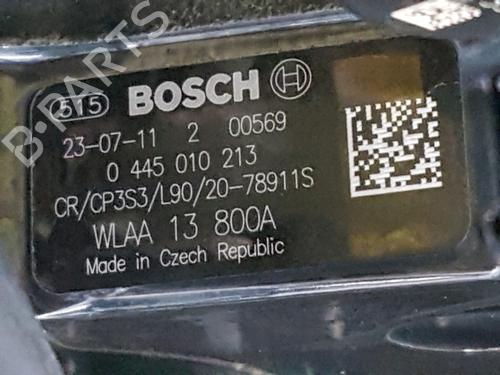 515 BOSCH
23-07-11 2 00569
0 445 010 213
CR/CP3S3/L90/20-78911S
WLAA 13 800A
Made in Czech Republic
B-PARTS